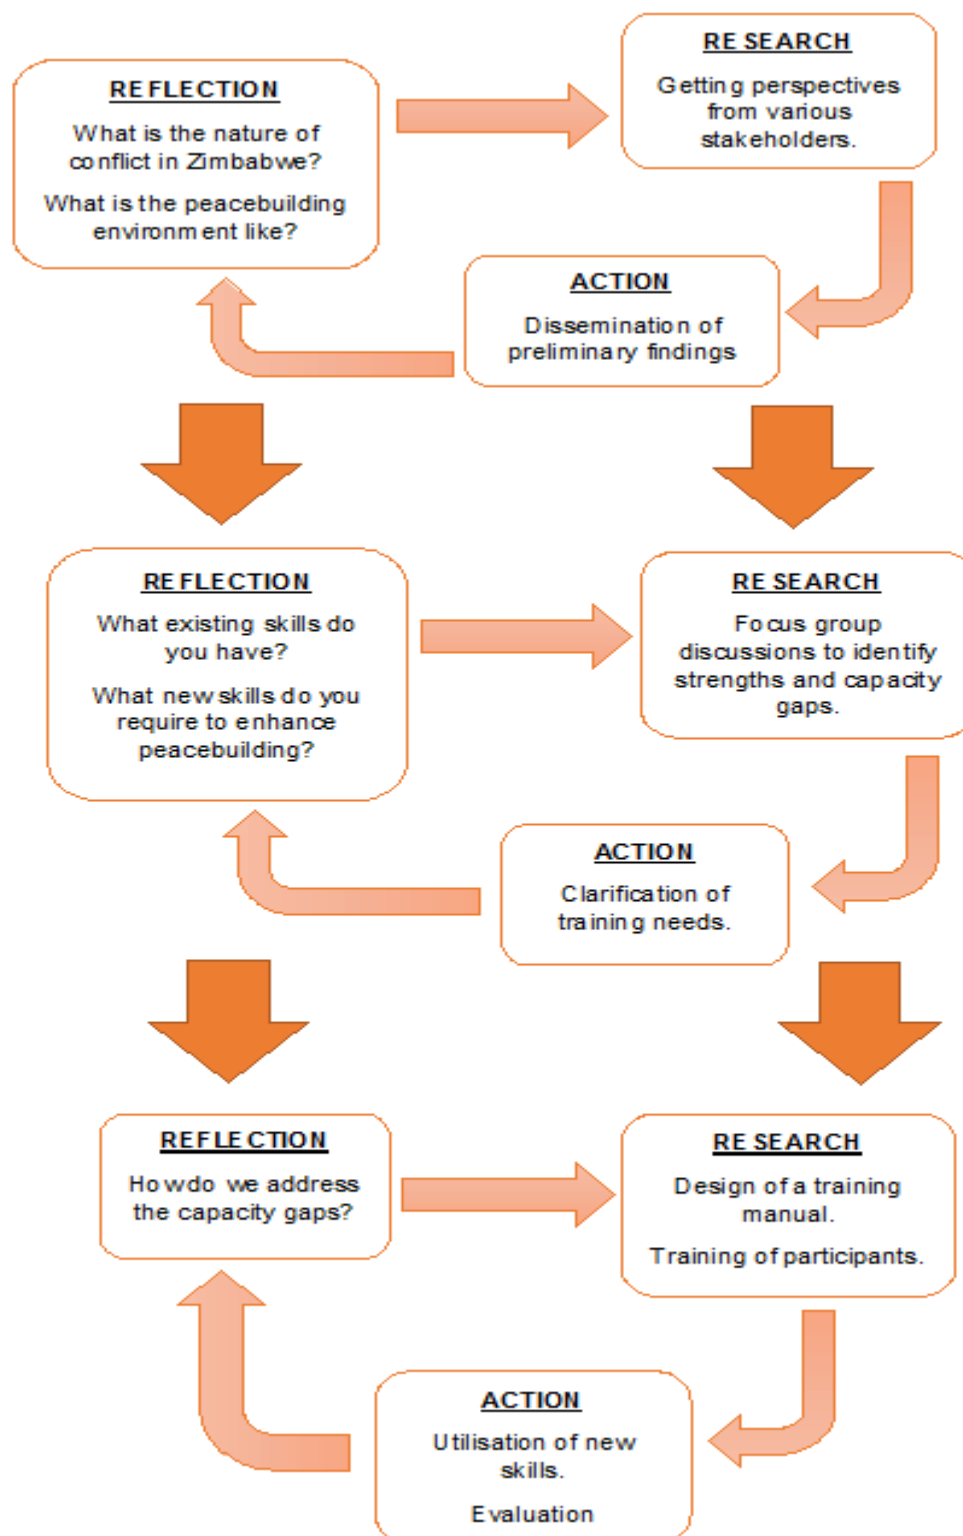 REFLECTION
What is the nature of
conflict in Zimbabwe?
What is the peacebuilding
environment like?
RESEARCH
Getting perspectives
from various
stakeholders.
ACTION
Dissemination of
preliminary findings
REFLECTION
What existing skills do
you have?
What new skills do you
require to enhance
peacebuilding?
RESEARCH
Focus group
discussions to identify
strengths and capacity
gaps.
ACTION
Clarification of
training needs.
REFLECTION
How do we address
the capacity gaps?
RESEARCH
Design of a training
manual.
Training of participants.
ACTION
Utilisation of new
skills.
Evaluation